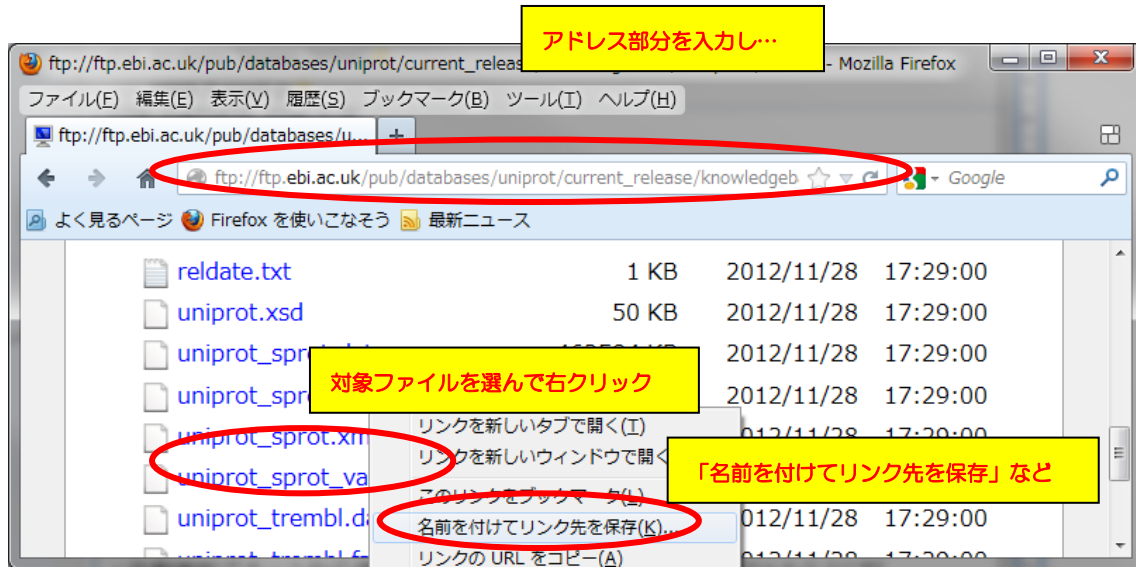 アドレス部分を入力し…
ftp://ftp.ebi.ac.uk/pub/databases/uniprot/current_releas - Mozilla Firefox
ファイル(F) 編集(E) 表示(V) 履歴(S) ブックマーク(B) ツール(T) ヘルプ(H)
ftp://ftp.ebi.ac.uk/pub/databases/u... +
ftp://ftp.ebi.ac.uk/pub/databases/uniprot/current_release/knowledgeb Google
よく見るページ Firefox を使いこなそう 最新ニュース
reldate.txt 1 KB 2012/11/28 17:29:00
uniprot.xsd 50 KB 2012/11/28 17:29:00
uniprot_spr 2012/11/28 17:29:00
対象ファイルを選んで右クリック
uniprot_spr 2012/11/28 17:29:00
リンクを新しいタブで開く(T)
uniprot_sprot.xm 2012/11/28 17:29:00
リンクを新しいウィンドウで開く
「名前を付けてリンク先を保存」など
uniprot_sprot_va
このリンクをブックマーク(L)
uniprot_trembl.da 2012/11/28 17:29:00
名前を付けてリンク先を保存(K)...
リンクの URL をコピー(A)